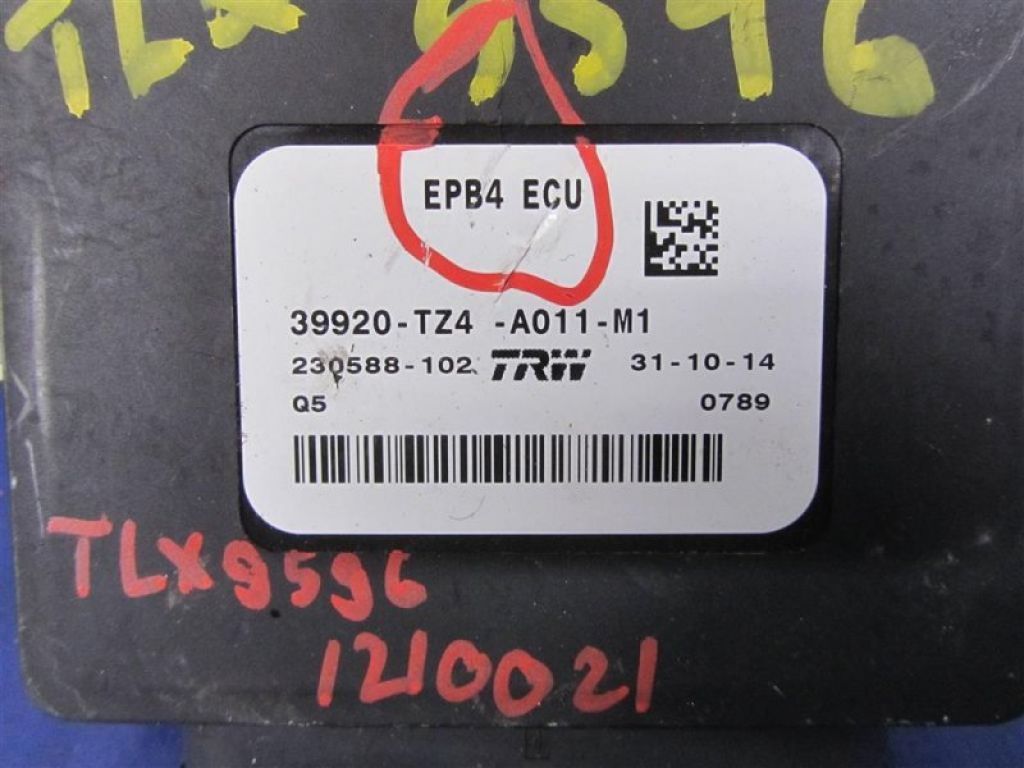 TLX 9596
EPB4 ECU
39920-TZ4 -A011-M1
230588-102 TRW 31-10-14
Q5 0789
TLX9596
1210021